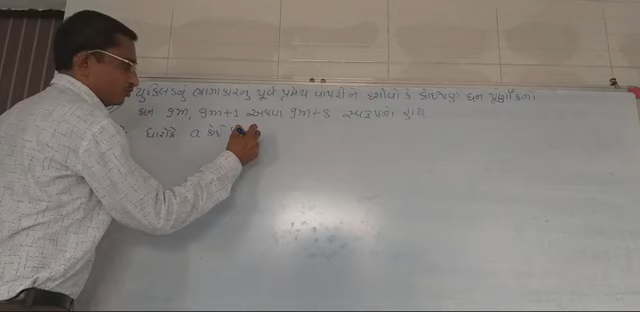 યુક્લિડનું ભાગાકારનું પૂર્વ પ્રમેય વાપરીને દર્શાવો કે કોઈપણ ધન પૂર્ણાંકનો
ઘન 9m, 9m+1 અથવા 9m+8 સ્વરૂપનો હોય
ધારોકે a કોઈ